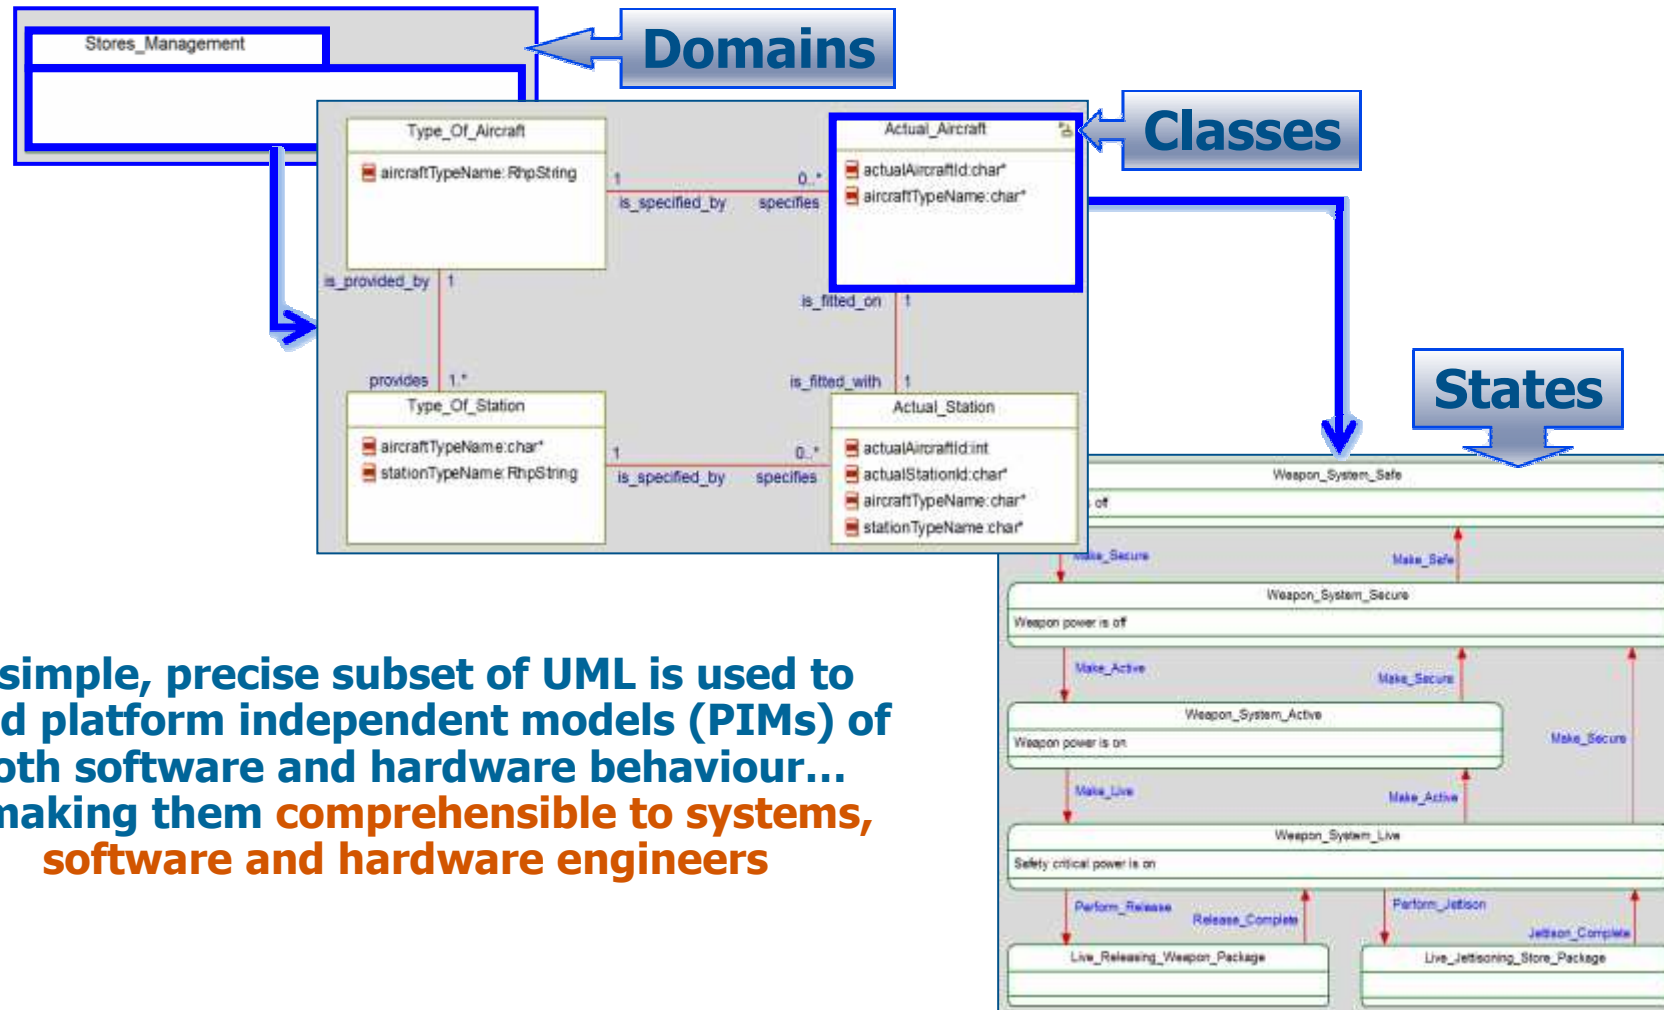 Stores_Management
Domains
Classes
Type_Of_Aircraft
aircraftTypeName:RhpString
Actual_Aircraft
actualAircraftId:char*
aircraftTypeName:char*
1
0..*
is_specified_by
specifies
is_provided_by
1
is_fitted_on
1
provides
1..*
is_fitted_with
1
Type_Of_Station
aircraftTypeName:char*
stationTypeName:RhpString
Actual_Station
actualAircraftId:int
actualStationId:char*
aircraftTypeName:char*
stationTypeName:char*
1
0..*
is_specified_by
specifies
States
Weapon_System_Safe
off
Make_Secure
Make_Safe
Weapon_System_Secure
Weapon power is off
Make_Active
Make_Secure
Weapon_System_Active
Weapon power is on
Make_Secure
Make_Live
Make_Active
Weapon_System_Live
Safety critical power is on
Perform_Release
Release_Complete
Perform_Jettison
Jettison_Complete
Live_Releasing_Weapon_Package
Live_Jettisoning_Store_Package
simple, precise subset of UML is used to
d platform independent models (PIMs) of
oth software and hardware behaviour...
making them comprehensible to systems,
software and hardware engineers